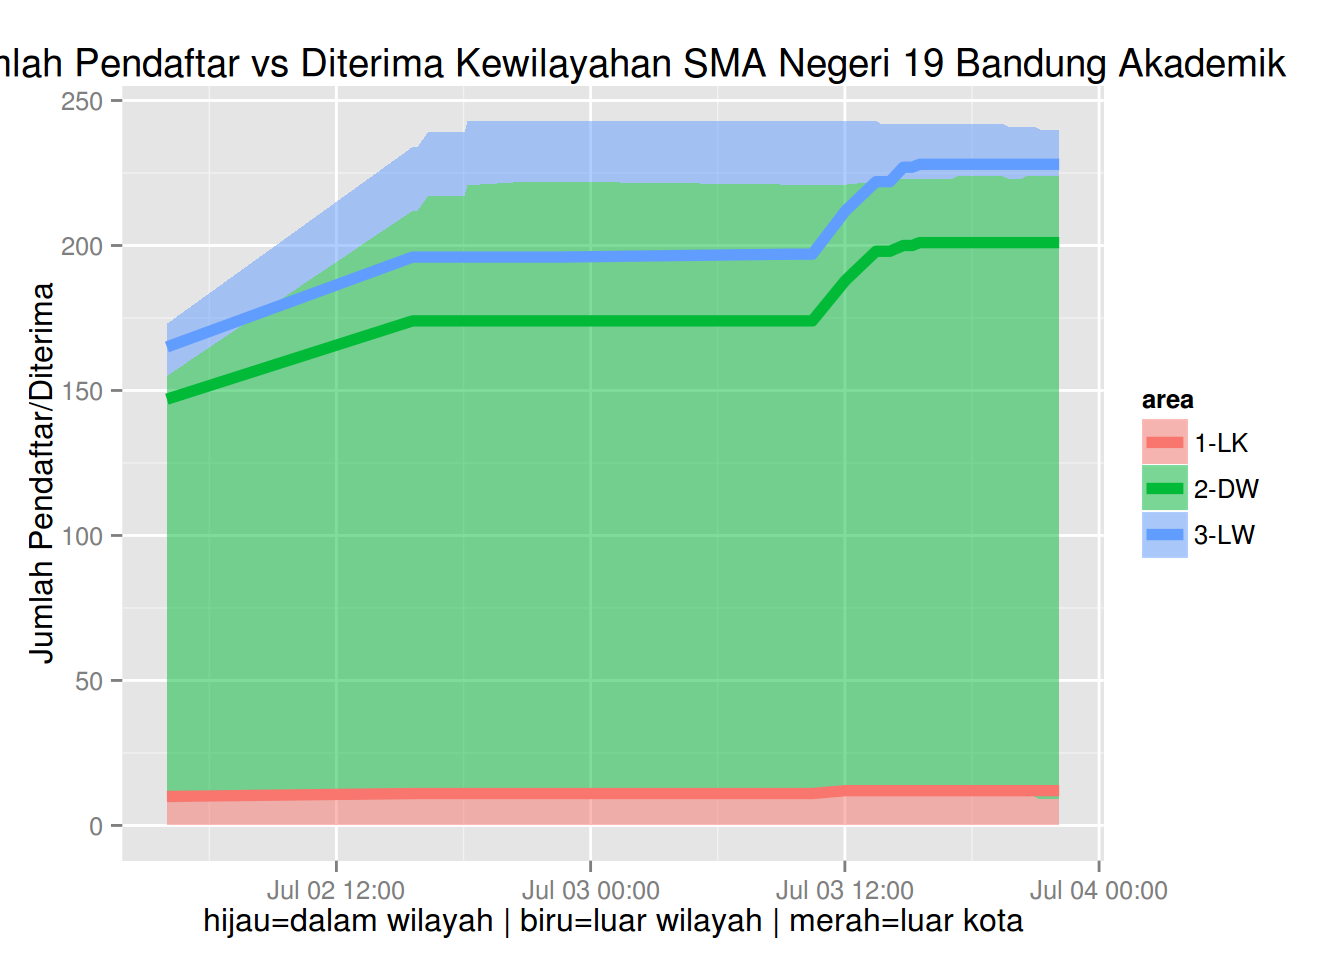 mlah Pendaftar vs Diterima Kewilayahan SMA Negeri 19 Bandung Akademik
250
200
150
100
50
0
Jumlah Pendaftar/Diterima
Jul 02 12:00
Jul 03 00:00
Jul 03 12:00
Jul 04 00:00
hijau=dalam wilayah | biru=luar wilayah | merah=luar kota
area
1-LK
2-DW
3-LW